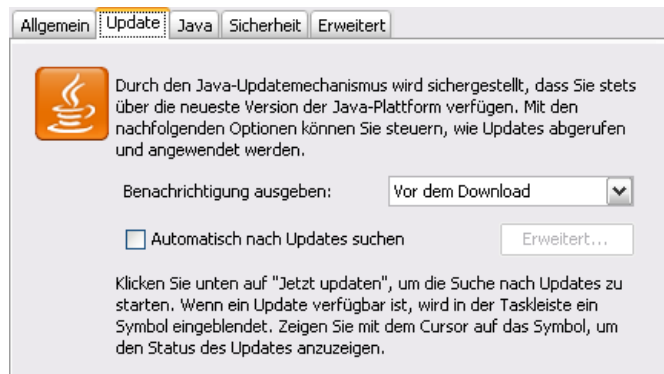 Allgemein Update Java Sicherheit Erweitert
Durch den Java-Updatemechanismus wird sichergestellt, dass Sie stets
über die neueste Version der Java-Plattform verfügen. Mit den
nachfolgenden Optionen können Sie steuern, wie Updates abgerufen
und angewendet werden.
Benachrichtigung ausgeben: Vor dem Download
Automatisch nach Updates suchen Erweitert...
Klicken Sie unten auf "Jetzt updaten", um die Suche nach Updates zu
starten. Wenn ein Update verfügbar ist, wird in der Taskleiste ein
Symbol eingeblendet. Zeigen Sie mit dem Cursor auf das Symbol, um
den Status des Updates anzuzeigen.